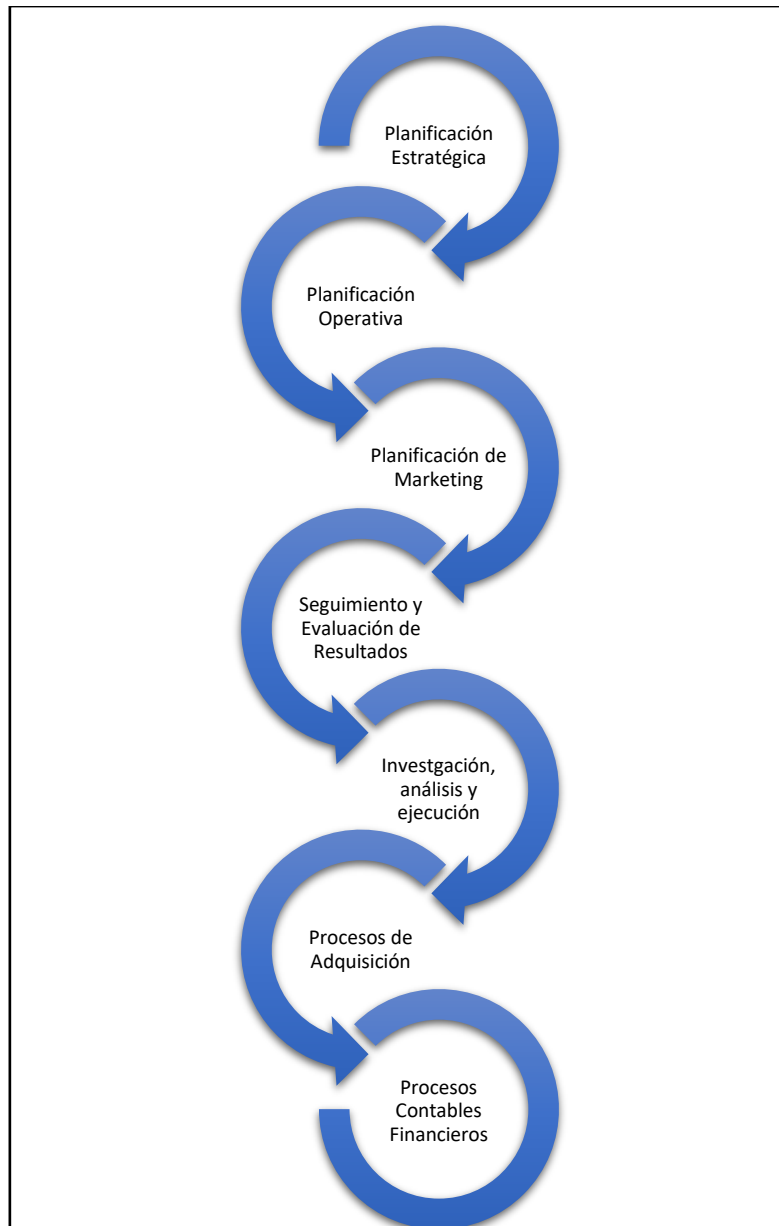 Planificación
Estratégica
Planificación
Operativa
Planificación de
Marketing
Seguimiento y
Evaluación de
Resultados
Investgación,
análisis y
ejecución
Procesos de
Adquisición
Procesos
Contables
Financieros